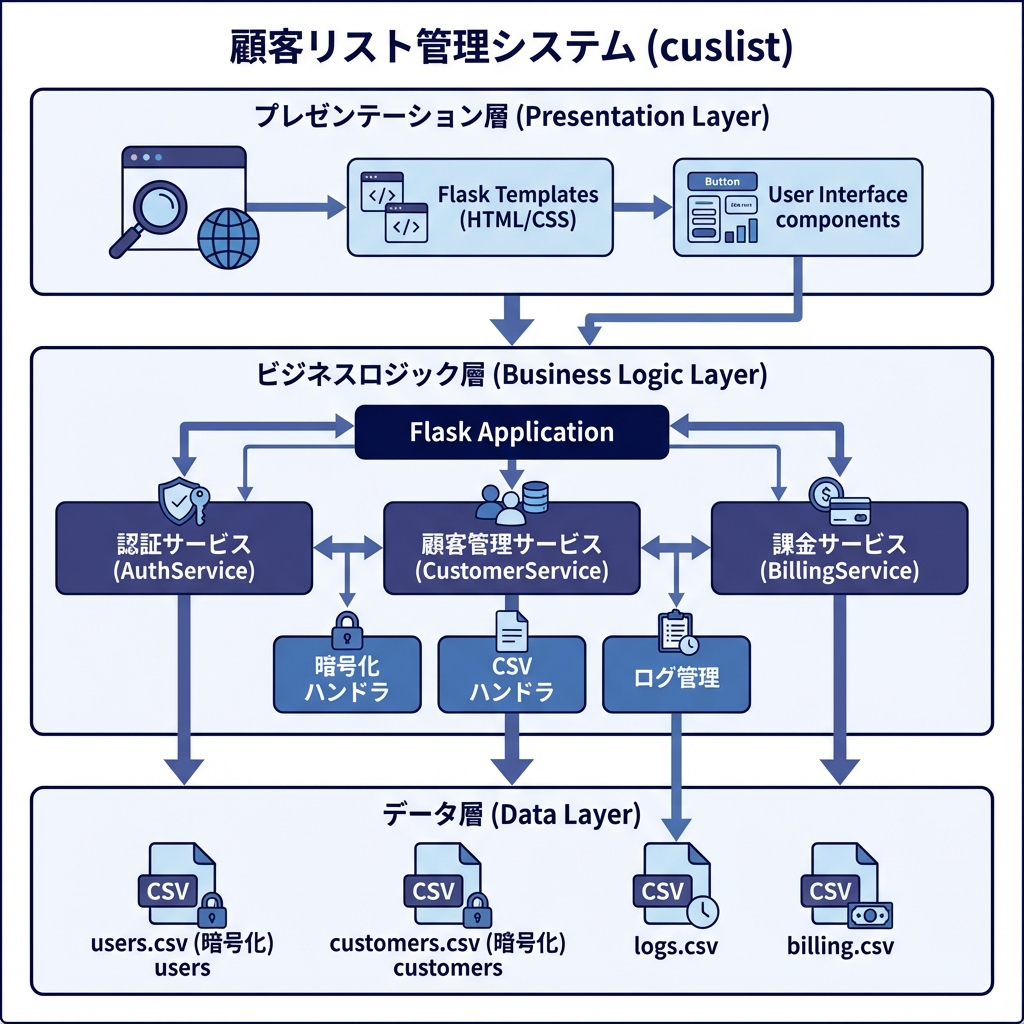 顧客リスト管理システム (cuslist)
プレゼンテーション層 (Presentation Layer)
</>
</>
Flask Templates
(HTML/CSS)
Button
User Interface
components
ビジネスロジック層 (Business Logic Layer)
Flask Application
認証サービス
(AuthService)
顧客管理サービス
(CustomerService)
$
課金サービス
(BillingService)
暗号化
ハンドラ
CSV
ハンドラ
ログ管理
データ層 (Data Layer)
CSV
users.csv (暗号化)
users
CSV
customers.csv (暗号化)
customers
CSV
logs.csv
CSV
billing.csv